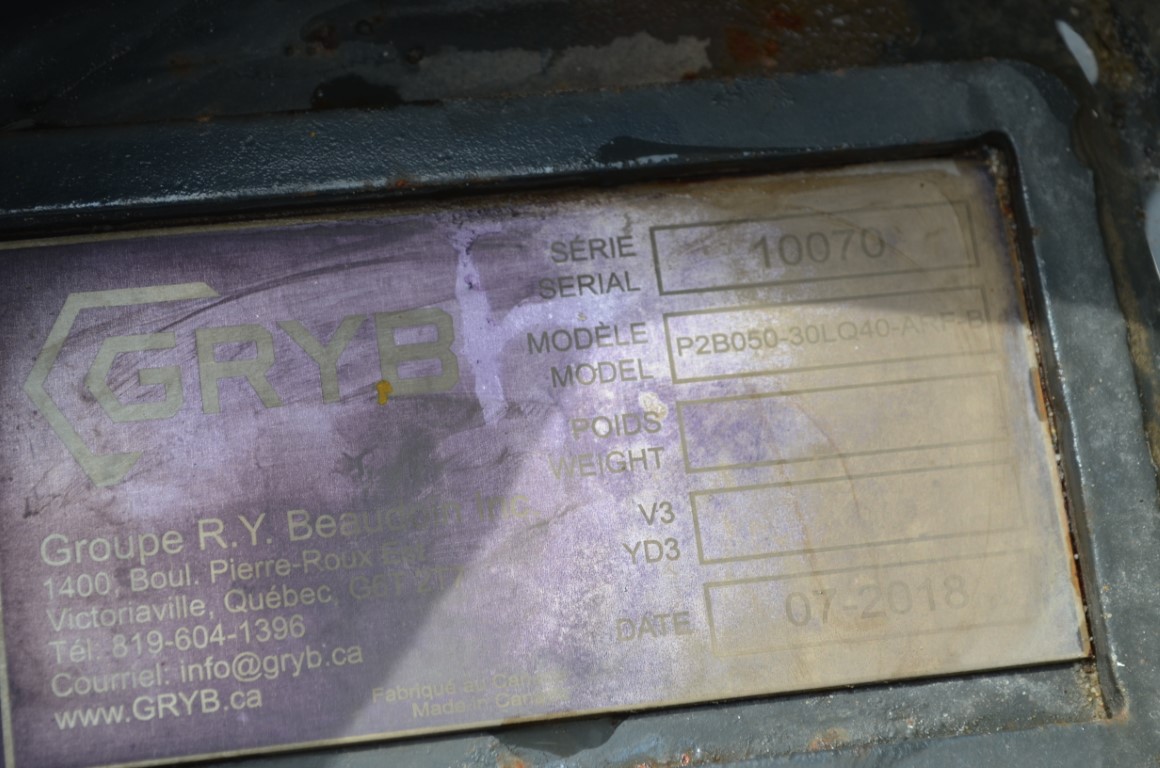 GRYB
Groupe R.Y. Inc.
1400, Boul. Pierre-Roux Est
Victoriaville, Québec,
Tél: 819-604-1396
Courriel: info@gryb.ca
www.GRYB.ca
Fabriqué au Canada
Made in Canada
SÉRIE
SERIAL
10070
MODÈLE
MODEL
P2B050-30LQ40-ARF-B
POIDS
WEIGHT
V3
YD3
DATE
07-2018